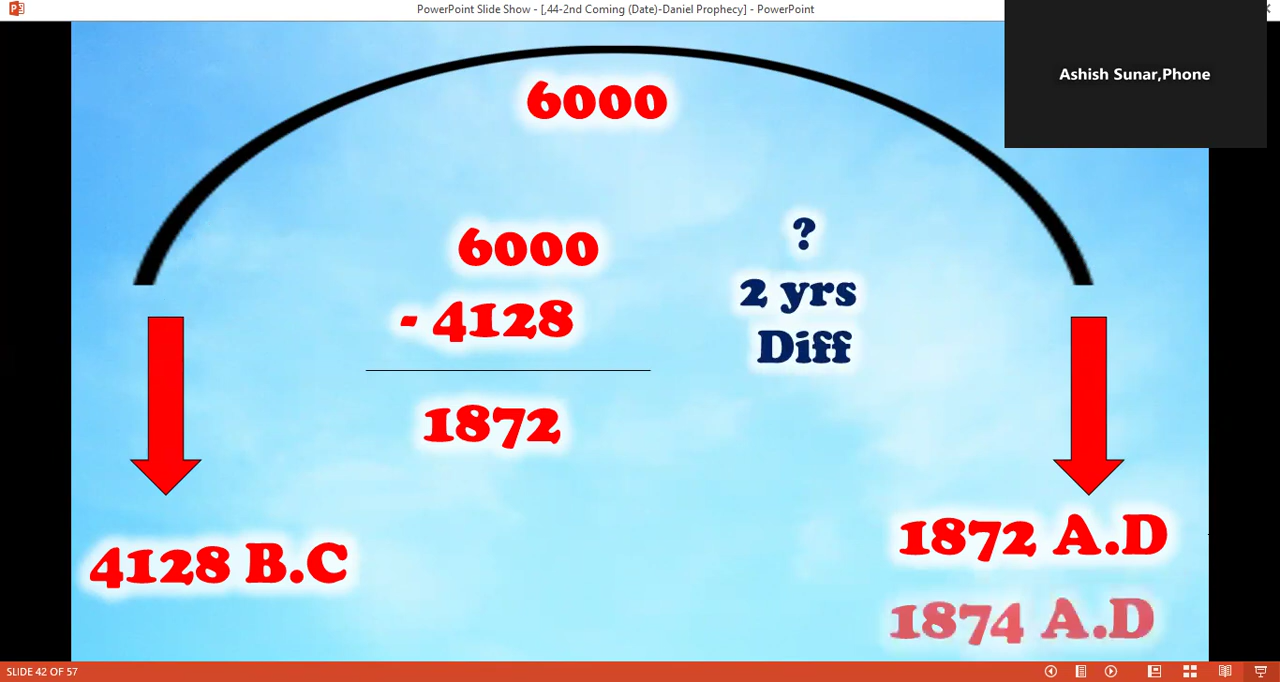 PowerPoint Slide Show - [,44-2nd Coming (Date)-Daniel Prophecy] - PowerPoint
Ashish Sunar,Phone
6000
6000
- 4128
1872
?
2 yrs
Diff
4128 B.C
1872 A.D
1874 A.D
SLIDE 42 OF 57